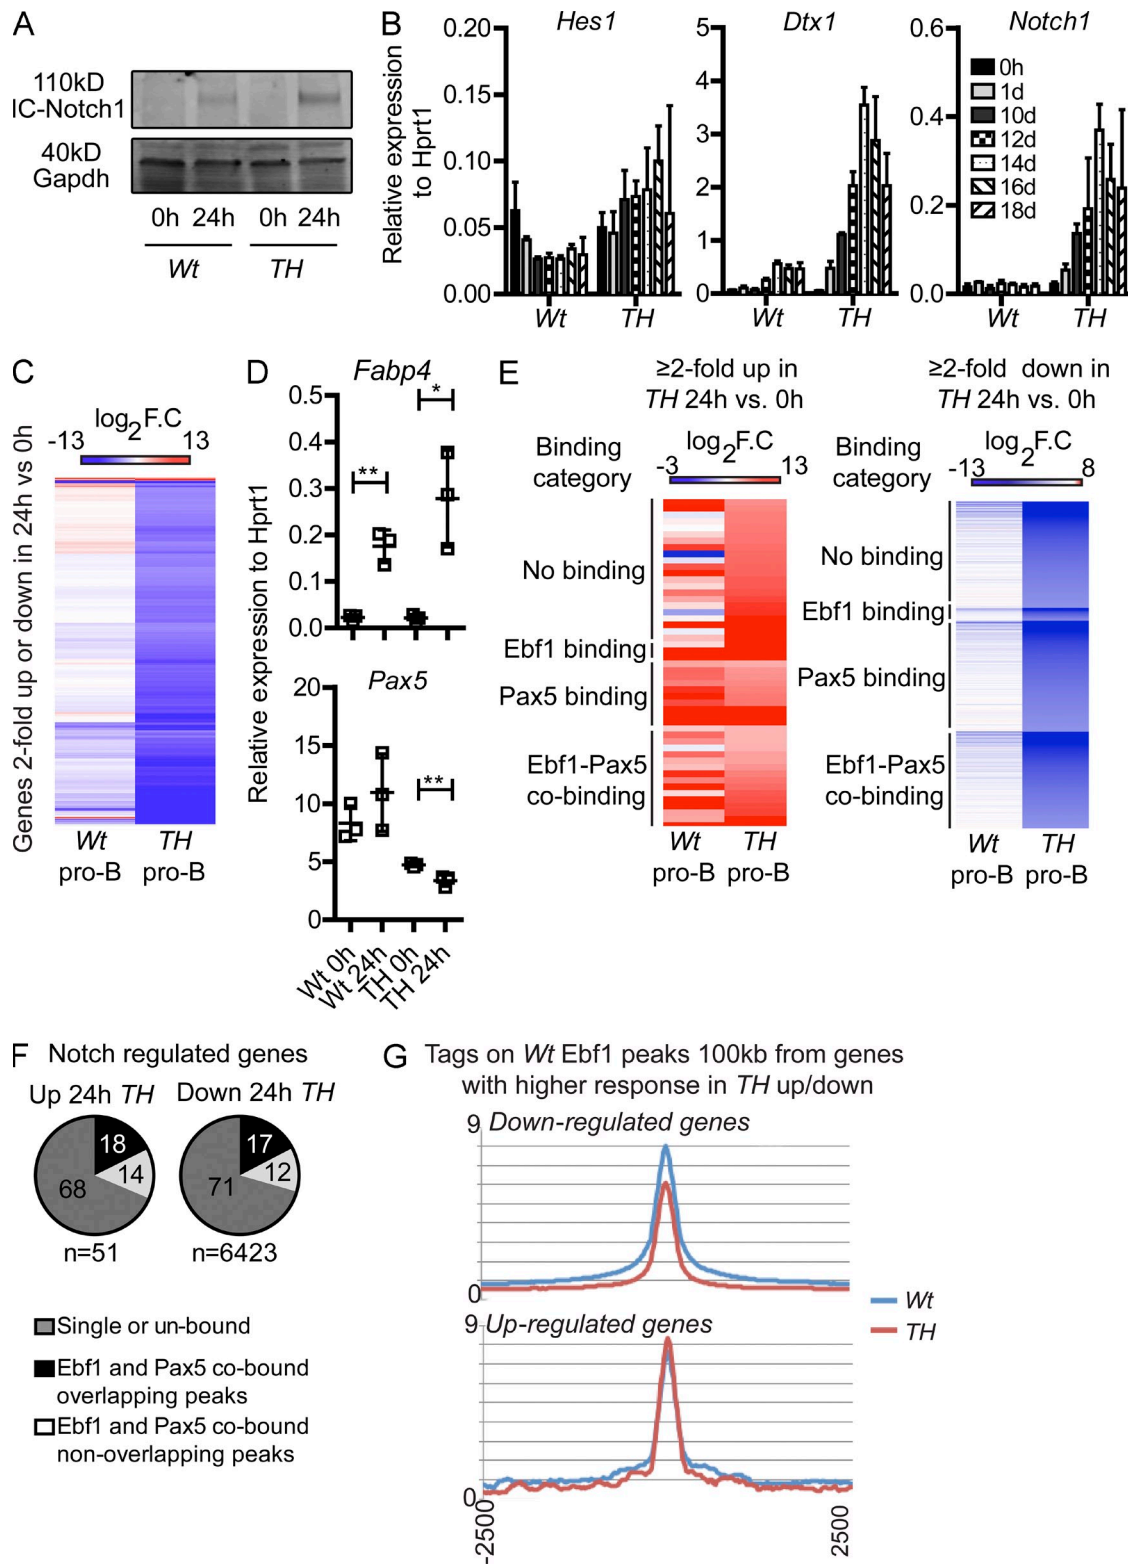 A
110kD
IC-Notch1
40kD
Gapdh
0h 24h 0h 24h
Wt TH
B
Relative expression
to Hprt1
Hes1
0.20
0.15
0.10
0.05
0.00
Wt TH
Dtx1
5
4
3
2
1
0
Wt TH
Notch1
0.6
0.4
0.2
0.0
0h
1d
10d
12d
14d
16d
18d
Wt TH
C
Genes 2-fold up or down in 24h vs 0h
log2F.C
-13 13
Wt TH
pro-B pro-B
D
Relative expression to Hprt1
Fabp4
0.5
0.4
0.3
0.2
0.1
0.0
**
*
Pax5
20
15
10
5
0
**
Wt 0h
Wt 24h
TH 0h
TH 24h
E
≥2-fold up in
TH 24h vs. 0h
Binding
category
log2F.C
-3 13
No binding
Ebf1 binding
Pax5 binding
Ebf1-Pax5
co-binding
Wt TH
pro-B pro-B
≥2-fold down in
TH 24h vs. 0h
Binding
category
log2F.C
-13 8
No binding
Ebf1 binding
Pax5 binding
Ebf1-Pax5
co-binding
Wt TH
pro-B pro-B
F Notch regulated genes
Up 24h TH Down 24h TH
18
14
68
17
12
71
n=51 n=6423
Single or un-bound
Ebf1 and Pax5 co-bound
overlapping peaks
Ebf1 and Pax5 co-bound
non-overlapping peaks
G Tags on Wt Ebf1 peaks 100kb from genes
with higher response in TH up/down
9
Down-regulated genes
0
9
Up-regulated genes
0
-2500 2500
Wt
TH